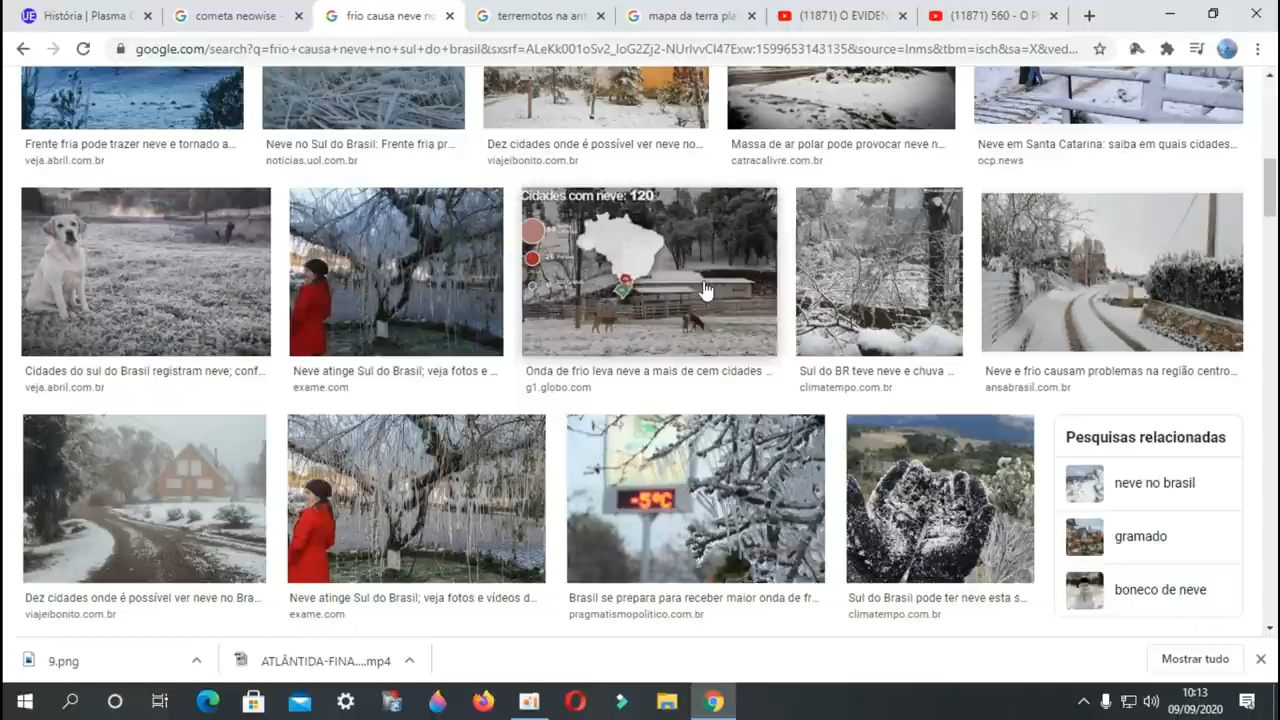 História | Plasma
cometa neowise -
frio causa neve no
terremotos na ant
mapa da terra pla
(11871) O EVIDEN
(11871) 560 - O P
google.com/search?q=frio+causa+neve+no+sul+do+brasil&sxsrf=ALeKk001oSv2_IoG2Zj2-NUrIvvCl47Exw:1599653143135&source=lnms&tbm=isch&sa=X&ved...
Frente fria pode trazer neve e tornado a...
veja.abril.com.br
Neve no Sul do Brasil: Frente fria pr...
noticias.uol.com.br
Dez cidades onde é possível ver neve no...
viajeibonito.com.br
Massa de ar polar pode provocar neve n...
catracalivre.com.br
Neve em Santa Catarina: saiba em quais cidades...
ocp.news
Cidades com neve: 120
Cidades do sul do Brasil registram neve; conf...
veja.abril.com.br
Neve atinge Sul do Brasil; veja fotos e ...
exame.com
Onda de frio leva neve a mais de cem cidades ...
g1.globo.com
Sul do BR teve neve e chuva ...
climatempo.com.br
Neve e frio causam problemas na região centro...
ansabrasil.com.br
-5ºC
Dez cidades onde é possível ver neve no Bra...
viajeibonito.com.br
Neve atinge Sul do Brasil; veja fotos e vídeos d...
exame.com
Brasil se prepara para receber maior onda de fr...
pragmatismopolitico.com.br
Sul do Brasil pode ter neve esta s...
climatempo.com.br
Pesquisas relacionadas
neve no brasil
gramado
boneco de neve
9.png
ATLÂNTIDA-FINA....mp4
Mostrar tudo
10:13
09/09/2020